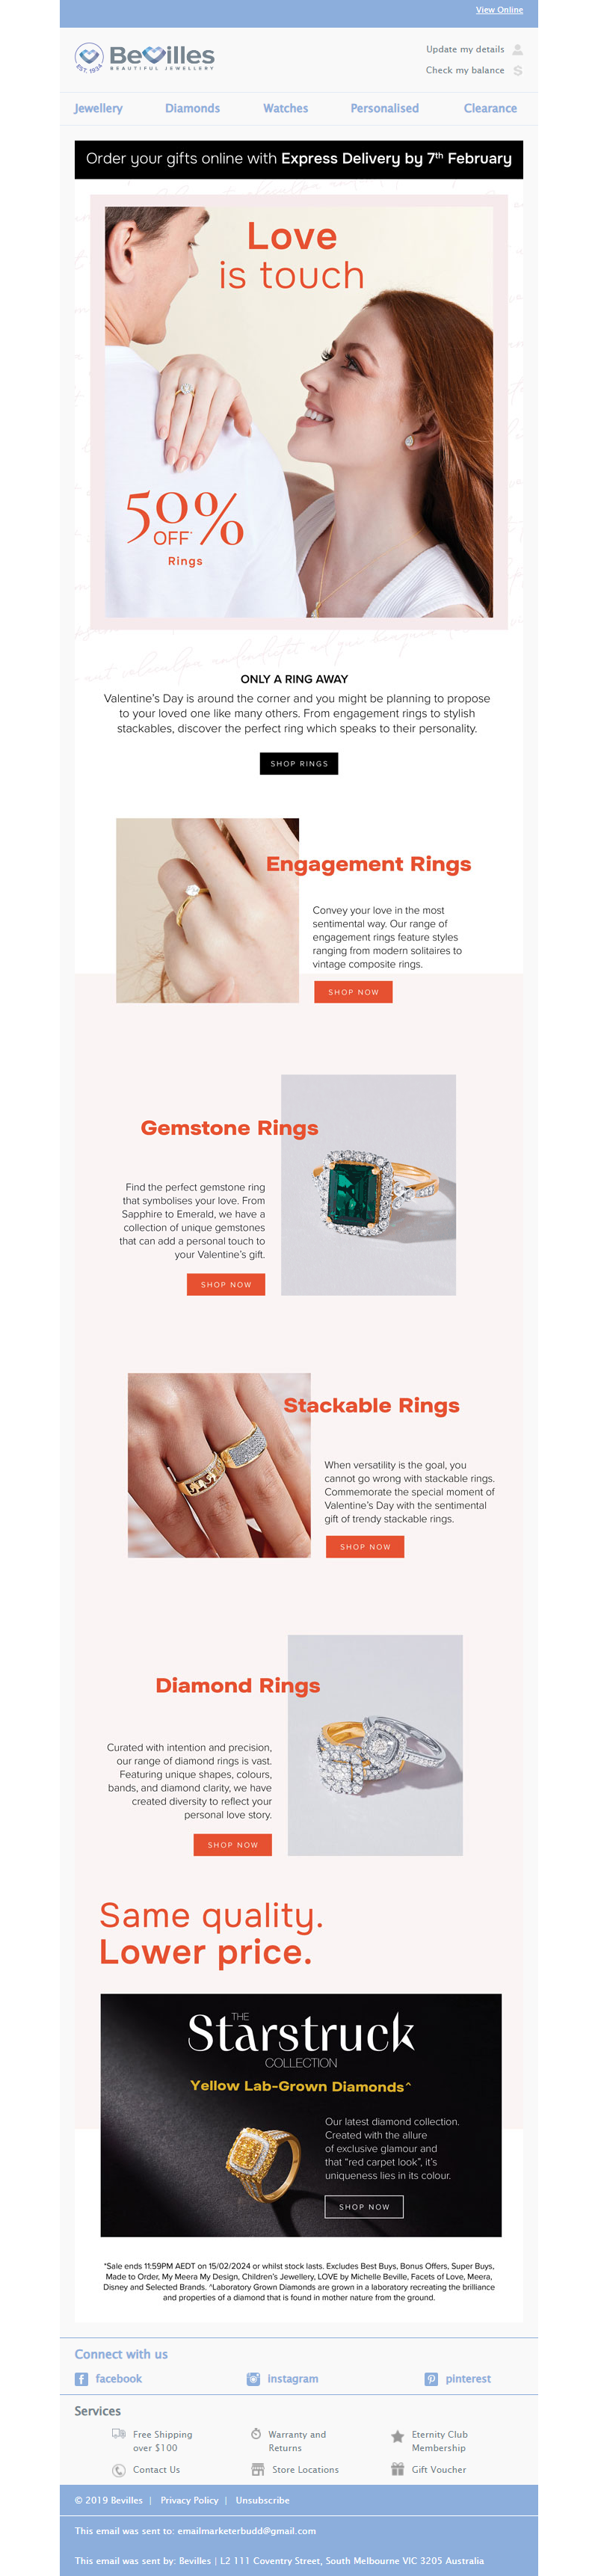 View Online
BeVilles
BEAUTIFUL JEWELLERY
EST. 1934
Update my details
Check my balance
Jewellery Diamonds Watches Personalised Clearance
Order your gifts online with Express Delivery by 7th February
Love
is touch
50%
OFF*
Rings
ONLY A RING AWAY
Valentine's Day is around the corner and you might be planning to propose
to your loved one like many others. From engagement rings to stylish
stackables, discover the perfect ring which speaks to their personality.
SHOP RINGS
Engagement Rings
Convey your love in the most
sentimental way. Our range of
engagement rings feature styles
ranging from modern solitaires to
vintage composite rings.
SHOP NOW
Gemstone Rings
Find the perfect gemstone ring
that symbolises your love. From
Sapphire to Emerald, we have a
collection of unique gemstones
that can add a personal touch to
your Valentine's gift.
SHOP NOW
Stackable Rings
When versatility is the goal, you
cannot go wrong with stackable rings.
Commemorate the special moment of
Valentine's Day with the sentimental
gift of trendy stackable rings.
SHOP NOW
Diamond Rings
Curated with intention and precision,
our range of diamond rings is vast.
Featuring unique shapes, colours,
bands, and diamond clarity, we have
created diversity to reflect your
personal love story.
SHOP NOW
Same quality.
Lower price.
THE
Starstruck
COLLECTION
Yellow Lab-Grown Diamonds^
Our latest diamond collection.
Created with the allure
of exclusive glamour and
that “red carpet look”, it's
uniqueness lies in its colour.
SHOP NOW
*Sale ends 11:59PM AEDT on 15/02/2024 or whilst stock lasts. Excludes Best Buys, Bonus Offers, Super Buys,
Made to Order, My Meera My Design, Children's Jewellery, LOVE by Michelle Beville, Facets of Love, Meera,
Disney and Selected Brands. ^Laboratory Grown Diamonds are grown in a laboratory recreating the brilliance
and properties of a diamond that is found in mother nature from the ground.
Connect with us
facebook instagram pinterest
Services
Free Shipping
over $100
Warranty and
Returns
Eternity Club
Membership
Contact Us Store Locations Gift Voucher
© 2019 Bevilles | Privacy Policy | Unsubscribe
This email was sent to: emailmarketerbudd@gmail.com
This email was sent by: Bevilles | L2 111 Coventry Street, South Melbourne VIC 3205 Australia